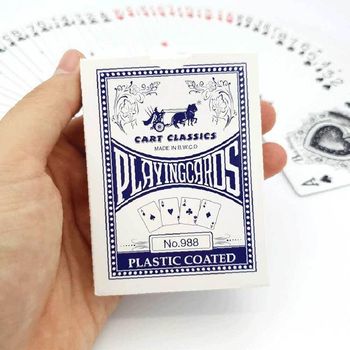 CART CLASSICS
MADE IN B.W.C.D
PLAYINGCARDS
No.988
PLASTIC COATED